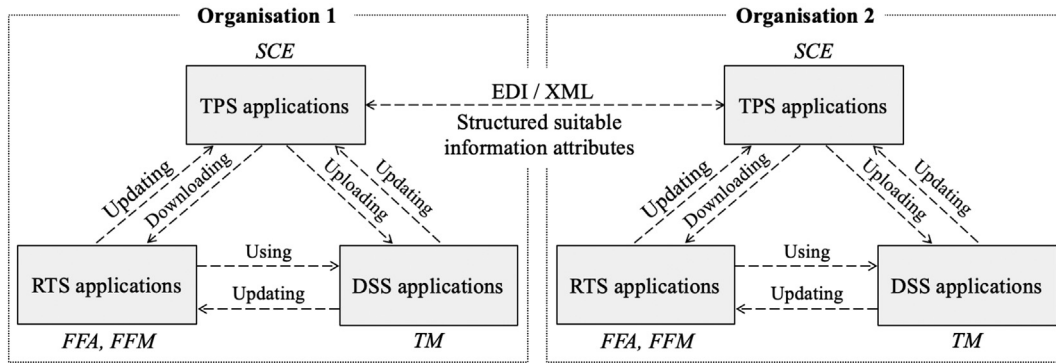 Organisation 1
SCE
TPS applications
Updating
Downloading
Uploading
Updating
RTS applications
Using
Updating
DSS applications
FFA, FFM
TM
EDI / XML
Structured suitable
information attributes
Organisation 2
SCE
TPS applications
Updating
Downloading
Uploading
Updating
RTS applications
Using
Updating
DSS applications
FFA, FFM
TM